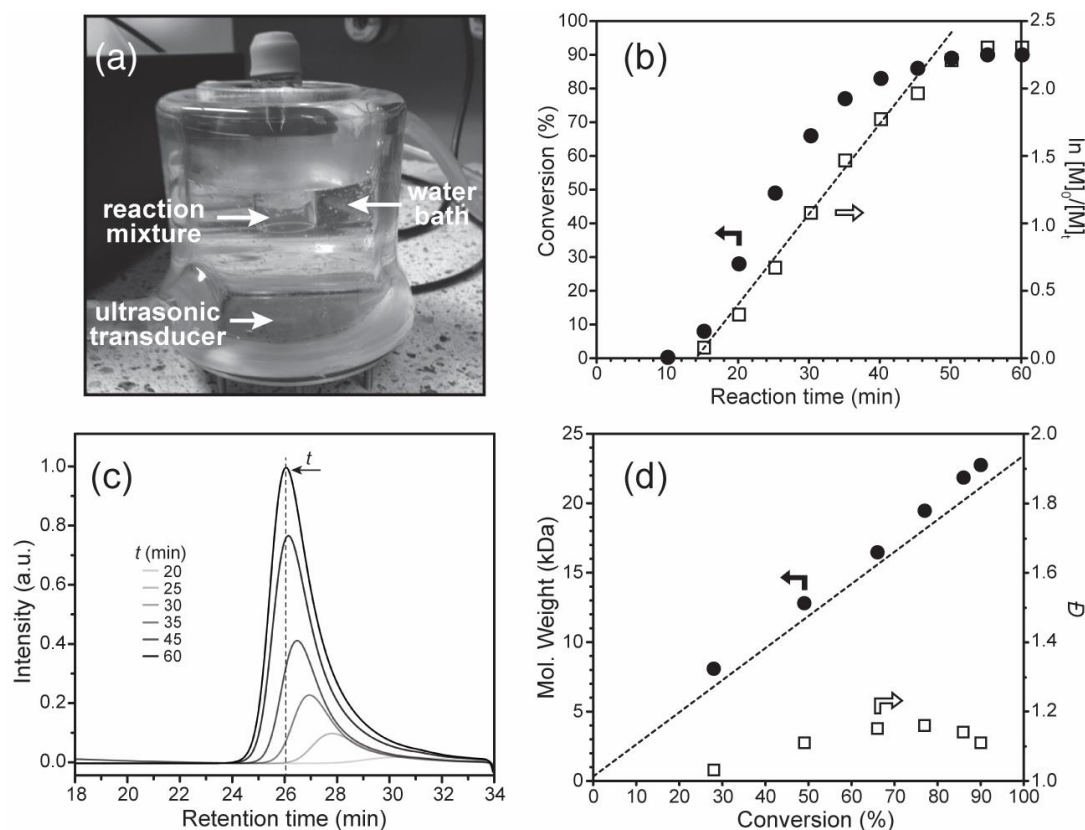 (a)
reaction
mixture
water
bath
ultrasonic
transducer
(b)
Conversion (%)
100
90
80
70
60
50
40
30
20
10
0
2.5
2.0
1.5
1.0
0.5
0.0
ln [M]₀/[M]ₜ
0 10 20 30 40 50 60
Reaction time (min)
(c)
Intensity (a.u.)
1.0
0.8
0.6
0.4
0.2
0.0
t
t (min)
20
25
30
35
45
60
18 20 22 24 26 28 30 32 34
Retention time (min)
(d)
Mol. Weight (kDa)
25
20
15
10
5
0
2.0
1.8
1.6
1.4
1.2
1.0
Đ
0 10 20 30 40 50 60 70 80 90 100
Conversion (%)